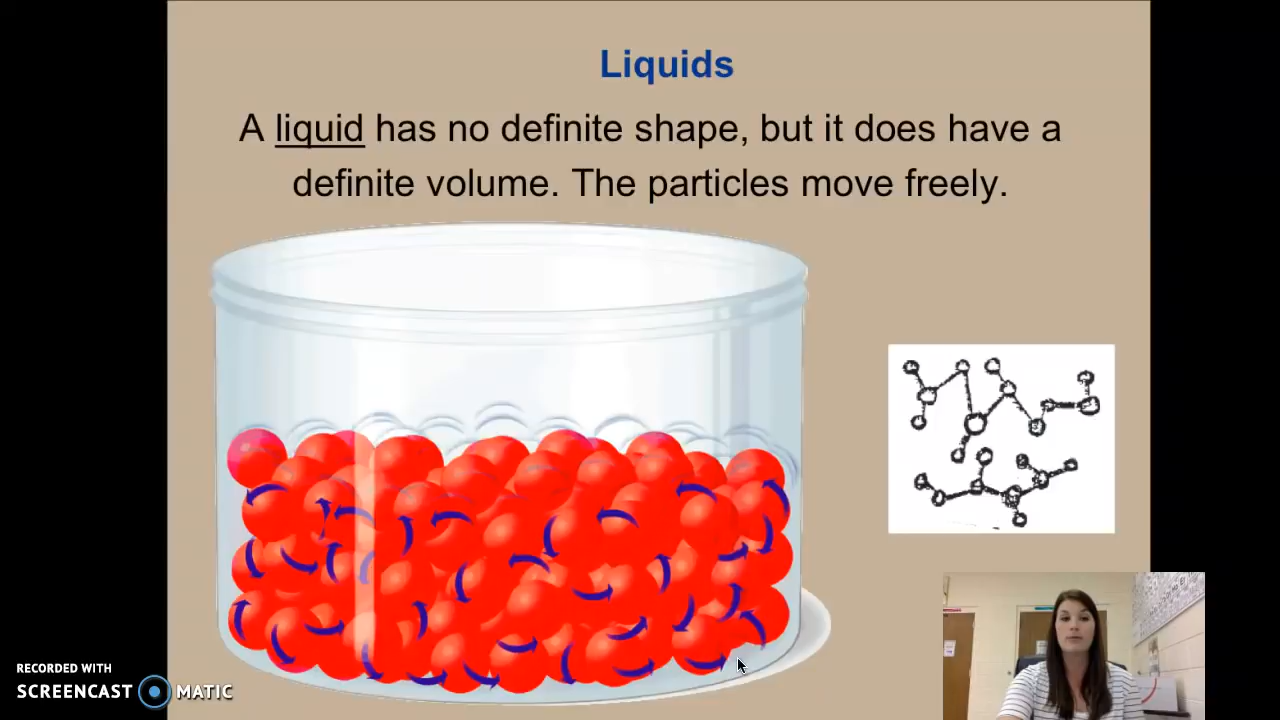 Liquids
A liquid has no definite shape, but it does have a
definite volume. The particles move freely.
RECORDED WITH
SCREENCAST MATIC